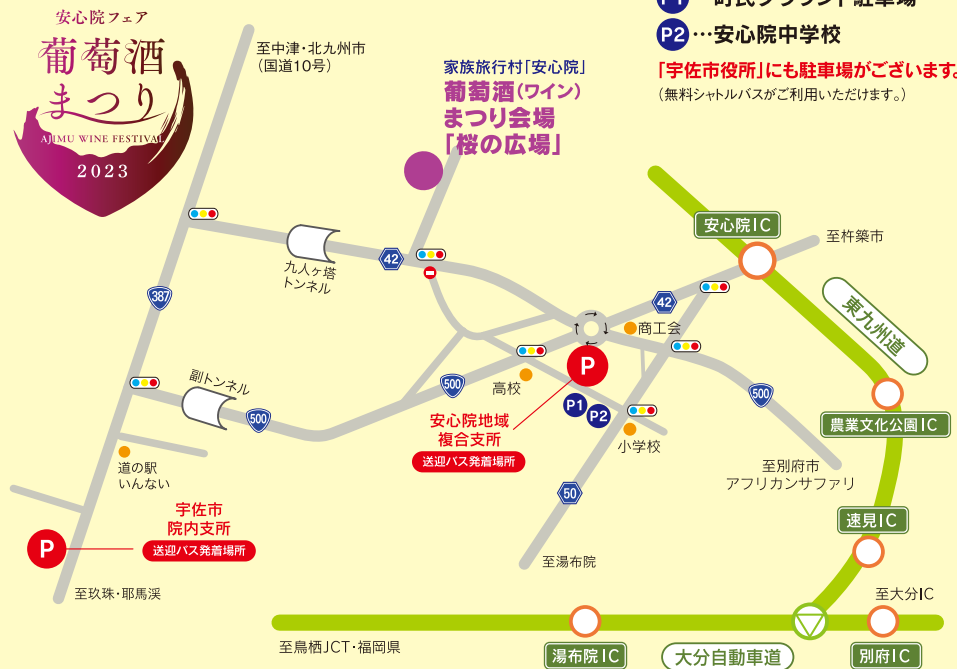 安心院フェア
葡萄酒
まつり
AJIMU WINE FESTIVAL
2023
至中津・北九州市
(国道10号)
家族旅行村「安心院」
葡萄酒(ワイン)
まつり会場
「桜の広場」
P2…安心院中学校
「宇佐市役所」にも駐車場がございます。
(無料シャトルバスがご利用いただけます。)
安心院IC
至杵築市
九人ヶ塔
トンネル
42
387
42
商工会
東九州道
副トンネル
500
500
高校
P
P1
P2
500
安心院地域
複合支所
送迎バス発着場所
小学校
農業文化公園IC
道の駅
いんない
至別府市
アフリカンサファリ
50
宇佐市
院内支所
送迎バス発着場所
P
速見IC
至湯布院
至玖珠・耶馬渓
至大分IC
至鳥栖JCT・福岡県
湯布院IC
大分自動車道
別府IC